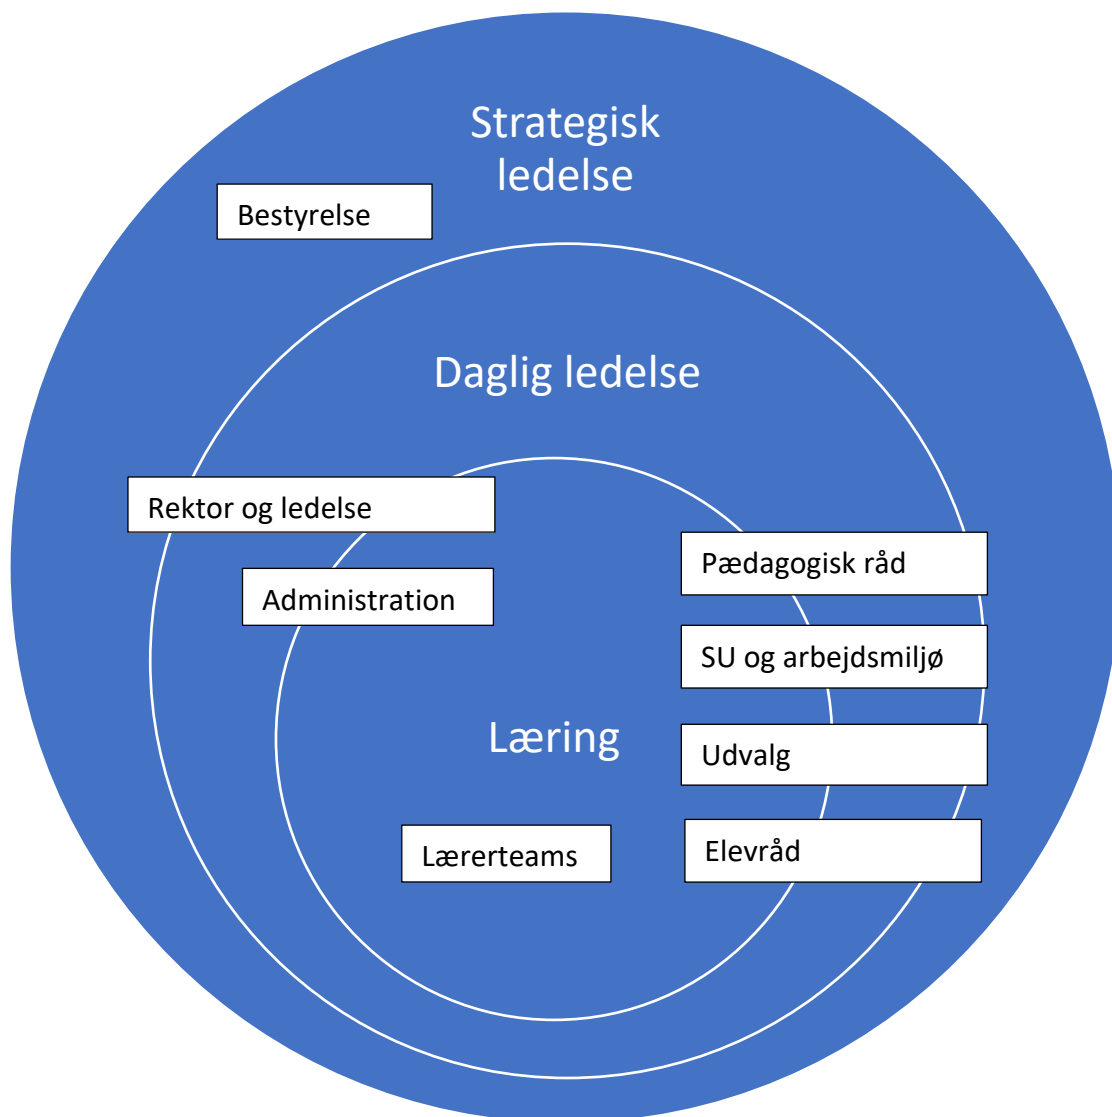 Strategisk
ledelse
Bestyrelse
Daglig ledelse
Rektor og ledelse
Pædagogisk råd
Administration
SU og arbejdsmiljø
Læring
Udvalg
Lærerteams
Elevråd